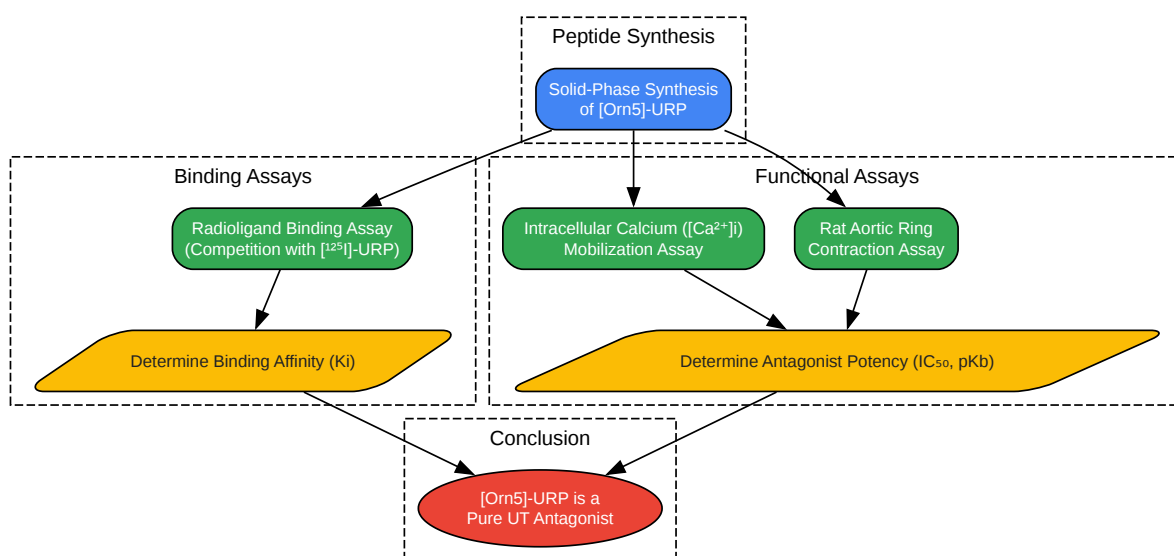 Peptide Synthesis
Solid-Phase Synthesis
of [Orn5]-URP
Binding Assays
Functional Assays
Radioligand Binding Assay
(Competition with [¹²⁵I]-URP)
Intracellular Calcium ([Ca²⁺]i)
Mobilization Assay
Rat Aortic Ring
Contraction Assay
Determine Binding Affinity (Ki)
Determine Antagonist Potency (IC₅₀, pKb)
Conclusion
[Orn5]-URP is a
Pure UT Antagonist